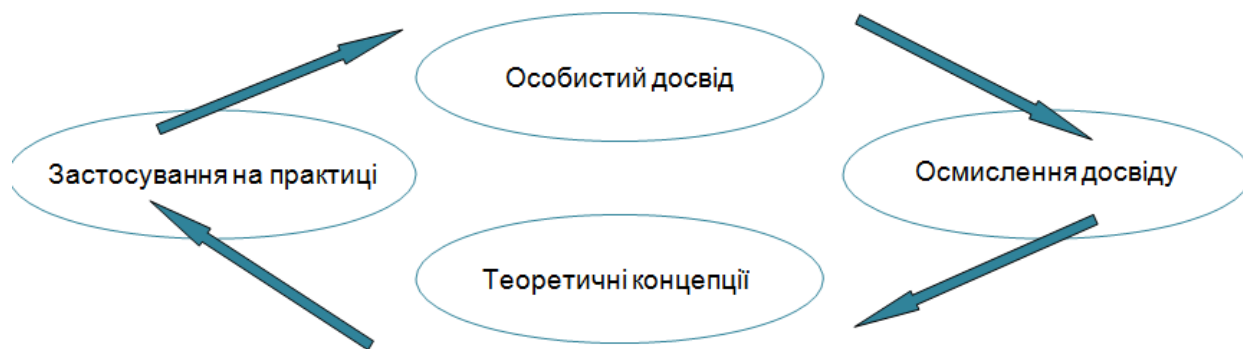 Особистий досвід
Застосування на практиці
Осмислення досвіду
Теоретичні концепції